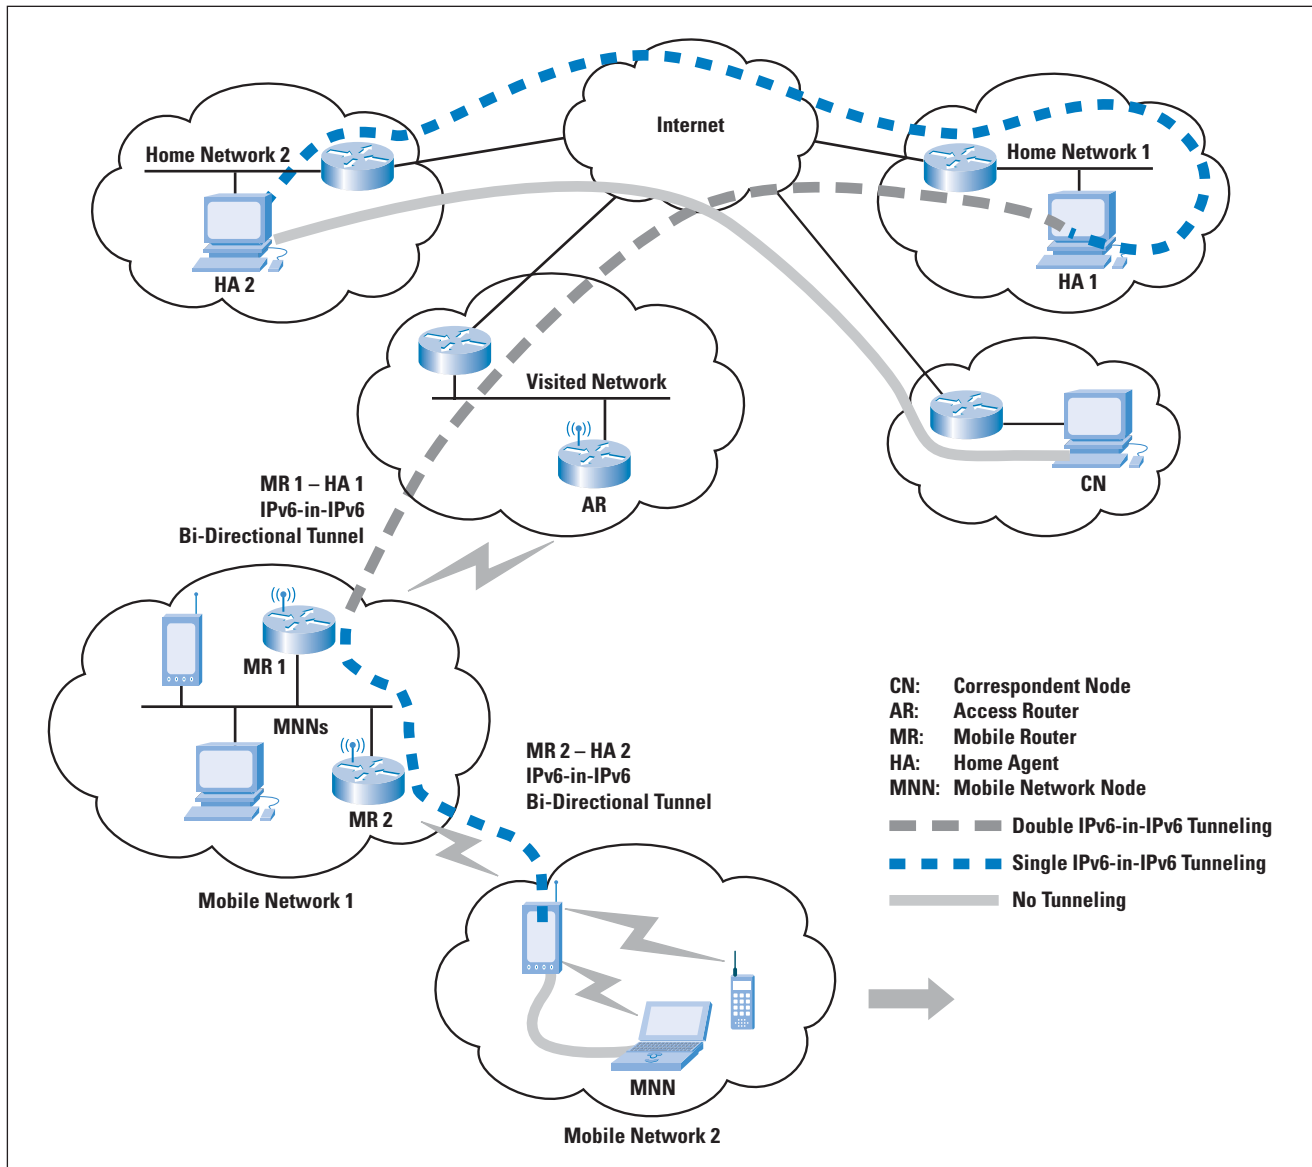 Internet
Home Network 2
Home Network 1
HA 2
HA 1
Visited Network
AR
CN
MR 1 – HA 1
IPv6-in-IPv6
Bi-Directional Tunnel
MR 1
MNNs
MR 2
Mobile Network 1
MR 2 – HA 2
IPv6-in-IPv6
Bi-Directional Tunnel
CN: Correspondent Node
AR: Access Router
MR: Mobile Router
HA: Home Agent
MNN: Mobile Network Node
Double IPv6-in-IPv6 Tunneling
Single IPv6-in-IPv6 Tunneling
No Tunneling
MNN
Mobile Network 2